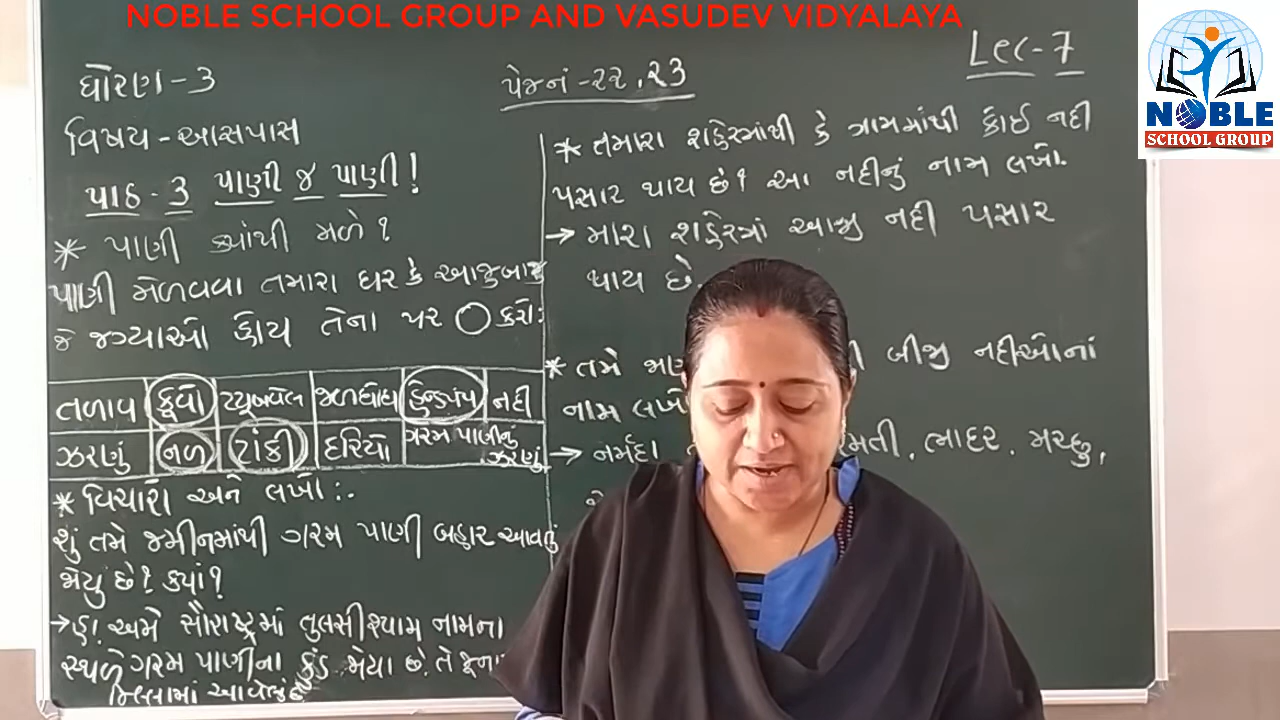 NOBLE SCHOOL GROUP AND VASUDEV VIDYALAYA
NOBLE
SCHOOL GROUP
Lec-7
ધોરણ-૩
પેજનં-૨૨,૨૩
વિષય-આસપાસ
પાઠ-૩ પાણી જ પાણી!
* પાણી ક્યાંથી મળે?
પાણી મેળવવા તમારા ઘર કે આજુબાજુ
જે જગ્યાઓ હોય તેના પર ◯ કરો:
તળાવ કૂવો ટ્યૂબવેલ જળધોધ હેન્ડપંપ નદી
ઝરણું નળ ટાંકી દરિયો ગરમ પાણીનું ઝરણું
* વિચારો અને લખો:-
શું તમે જમીનમાંથી ગરમ પાણી બહાર આવતું
જોયું છે? ક્યાં?
→ હા. અમે સૌરાષ્ટ્રમાં તુલસીશ્યામ નામના
સ્થળે ગરમ પાણીના કુંડ જોયા છે. તે
જિલ્લામાં આવેલું છે.
* તમારા શહેરમાંથી કે ગામમાંથી કોઈ નદી
પસાર થાય છે? આ નદીનું નામ લખો.
→ મારા શહેરમાં આજી નદી પસાર
થાય છે.
* તમે બીજી નદીઓનાં
નામ લખો
→ નર્મદા ભાદર, મચ્છુ,